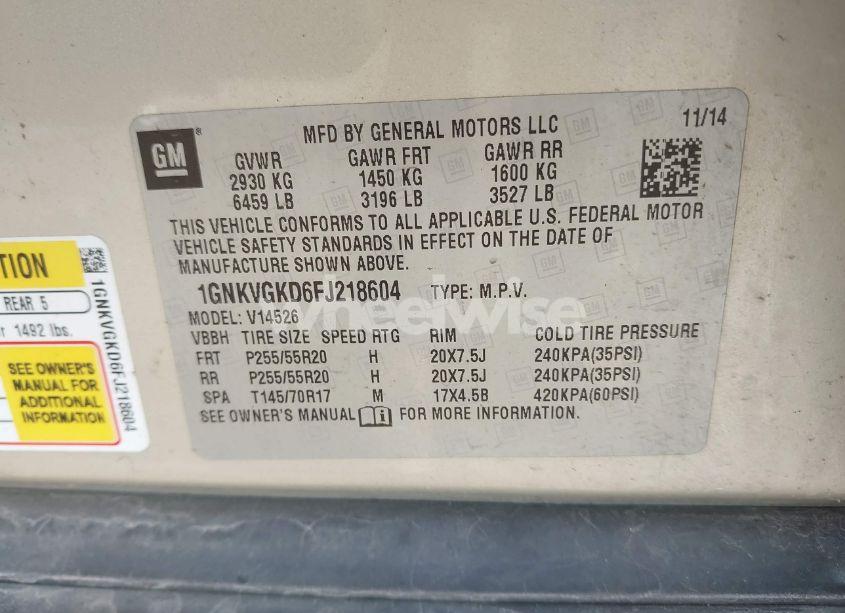 GM ®
MFD BY GENERAL MOTORS LLC
11/14
GVWR GAWR FRT GAWR RR
2930 KG 1450 KG 1600 KG
6459 LB 3196 LB 3527 LB
THIS VEHICLE CONFORMS TO ALL APPLICABLE U.S. FEDERAL MOTOR
VEHICLE SAFETY STANDARDS IN EFFECT ON THE DATE OF
MANUFACTURE SHOWN ABOVE.
1GNKVGKD6FJ218604 TYPE: M.P.V.
MODEL: V14526
VBBH TIRE SIZE SPEED RTG RIM COLD TIRE PRESSURE
FRT P255/55R20 H 20X7.5J 240KPA(35PSI)
RR P255/55R20 H 20X7.5J 240KPA(35PSI)
SPA T145/70R17 M 17X4.5B 420KPA(60PSI)
SEE OWNER'S MANUAL FOR MORE INFORMATION.
wheelwise
REAR 5
1492 lbs.
SEE OWNER'S
MANUAL FOR
ADDITIONAL
INFORMATION
1GNKVGKD6FJ218604